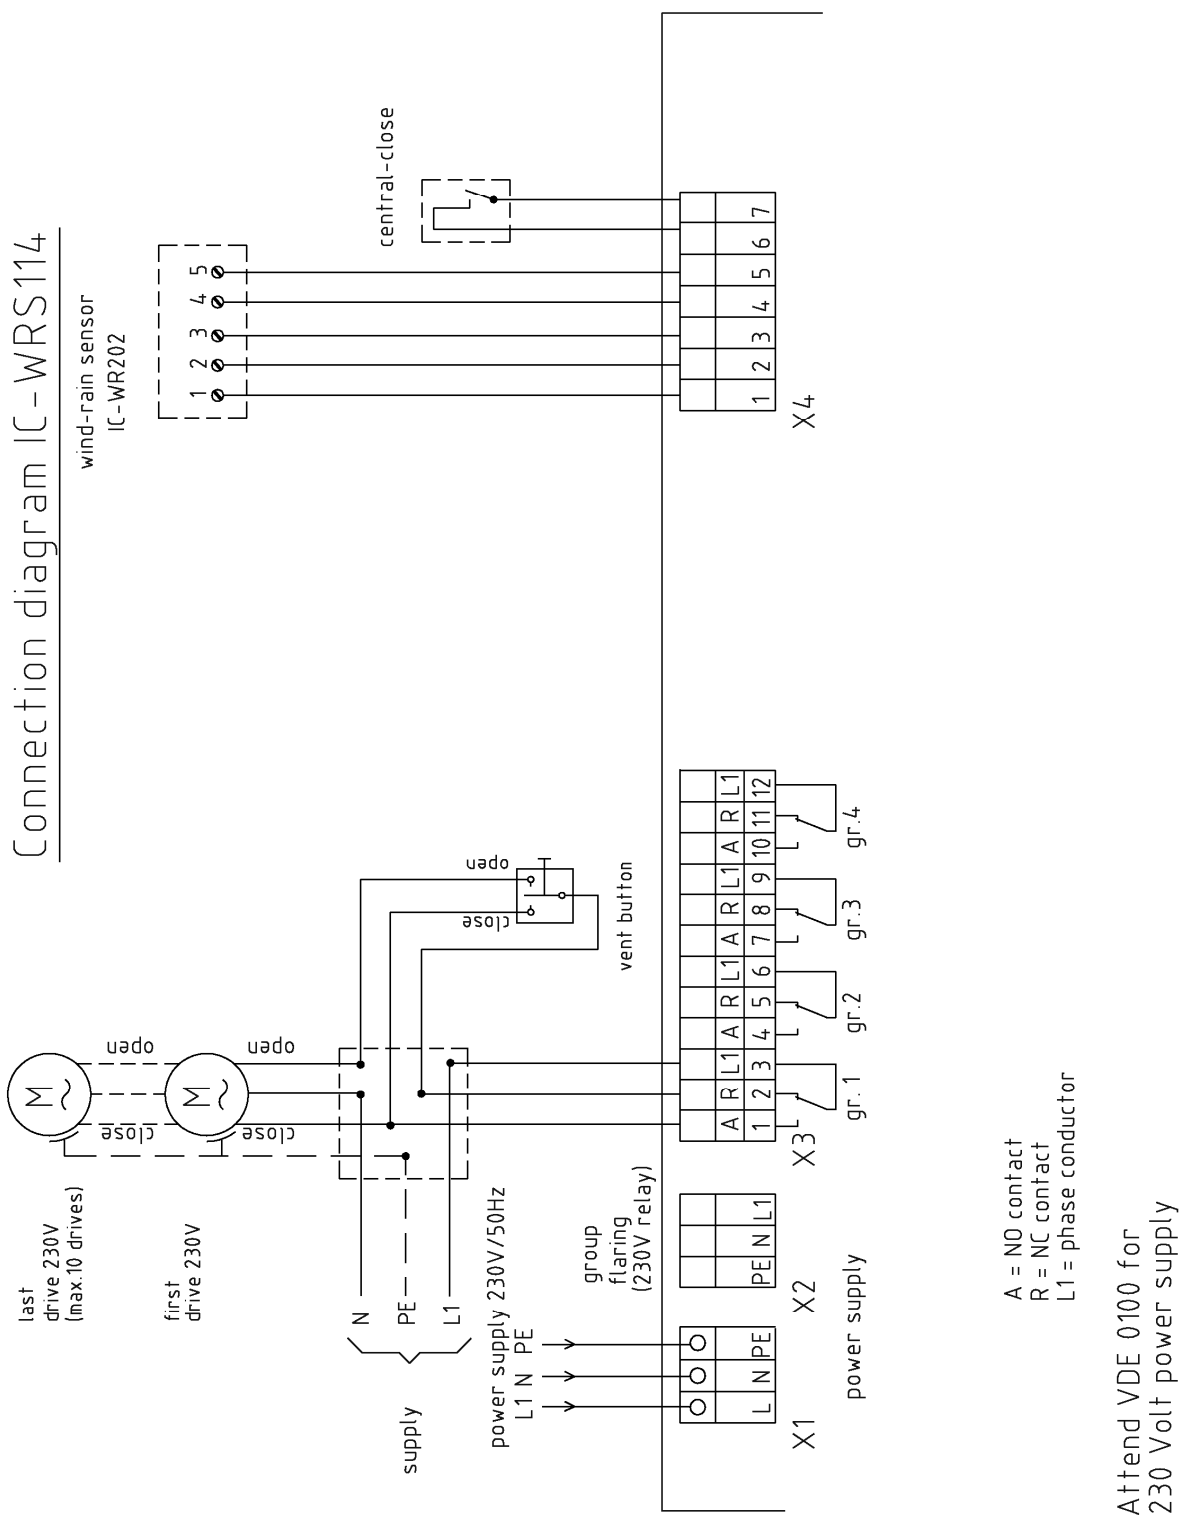 Connection diagram IC-WRS114
wind-rain sensor
IC-WR202
1 2 3 4 5
central-close
last
drive 230V
(max.10 drives)
first
drive 230V
M
close
open
M
close
open
N
PE
L1
supply
close
open
vent button
power supply 230V/50Hz
L1 N PE
group
flaring
(230V relay)
L N PE
X1
PE N L1
X2
power supply
A R L1 A R L1 A R L1 A R L1
1 2 3 4 5 6 7 8 9 10 11 12
X3
gr.1
gr.2
gr.3
gr.4
1 2 3 4 5 6 7
X4
A = NO contact
R = NC contact
L1 = phase conductor
Attend VDE 0100 for
230 Volt power supply